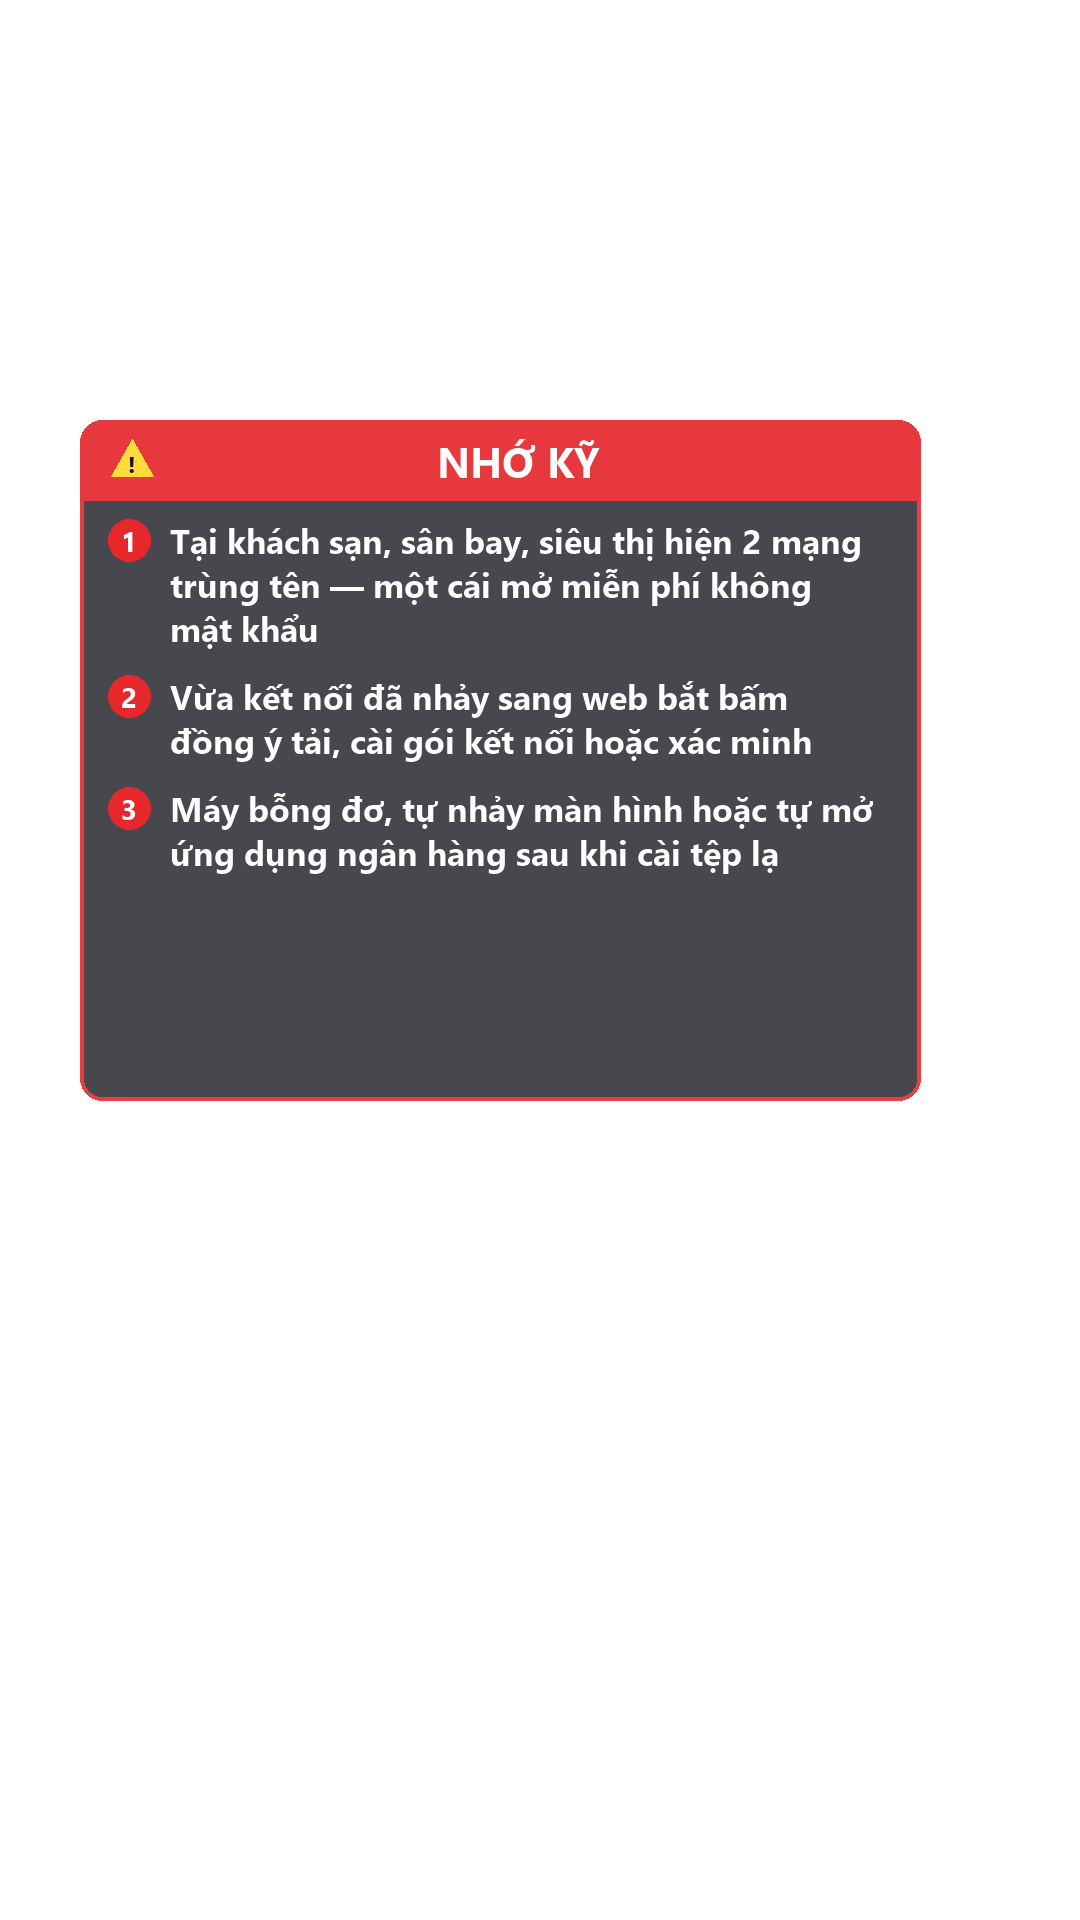 !
NHỚ KỸ
1 Tại khách sạn, sân bay, siêu thị hiện 2 mạng
trùng tên — một cái mở miễn phí không
mật khẩu
2 Vừa kết nối đã nhảy sang web bắt bấm
đồng ý tải, cài gói kết nối hoặc xác minh
3 Máy bỗng đơ, tự nhảy màn hình hoặc tự mở
ứng dụng ngân hàng sau khi cài tệp lạ